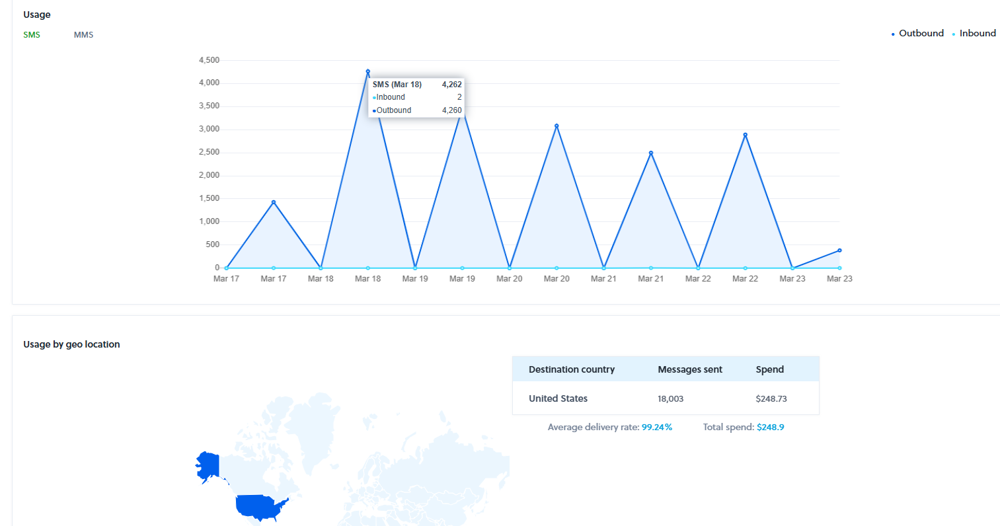 Usage
SMS MMS
Outbound Inbound
4,500
4,000
3,500
3,000
2,500
2,000
1,500
1,000
500
0
SMS (Mar 18) 4,262
Inbound 2
Outbound 4,260
Mar 17 Mar 17 Mar 18 Mar 18 Mar 19 Mar 19 Mar 20 Mar 20 Mar 21 Mar 21 Mar 22 Mar 22 Mar 23 Mar 23
Usage by geo location
Destination country Messages sent Spend
United States 18,003 $248.73
Average delivery rate: 99.24% Total spend: $248.9